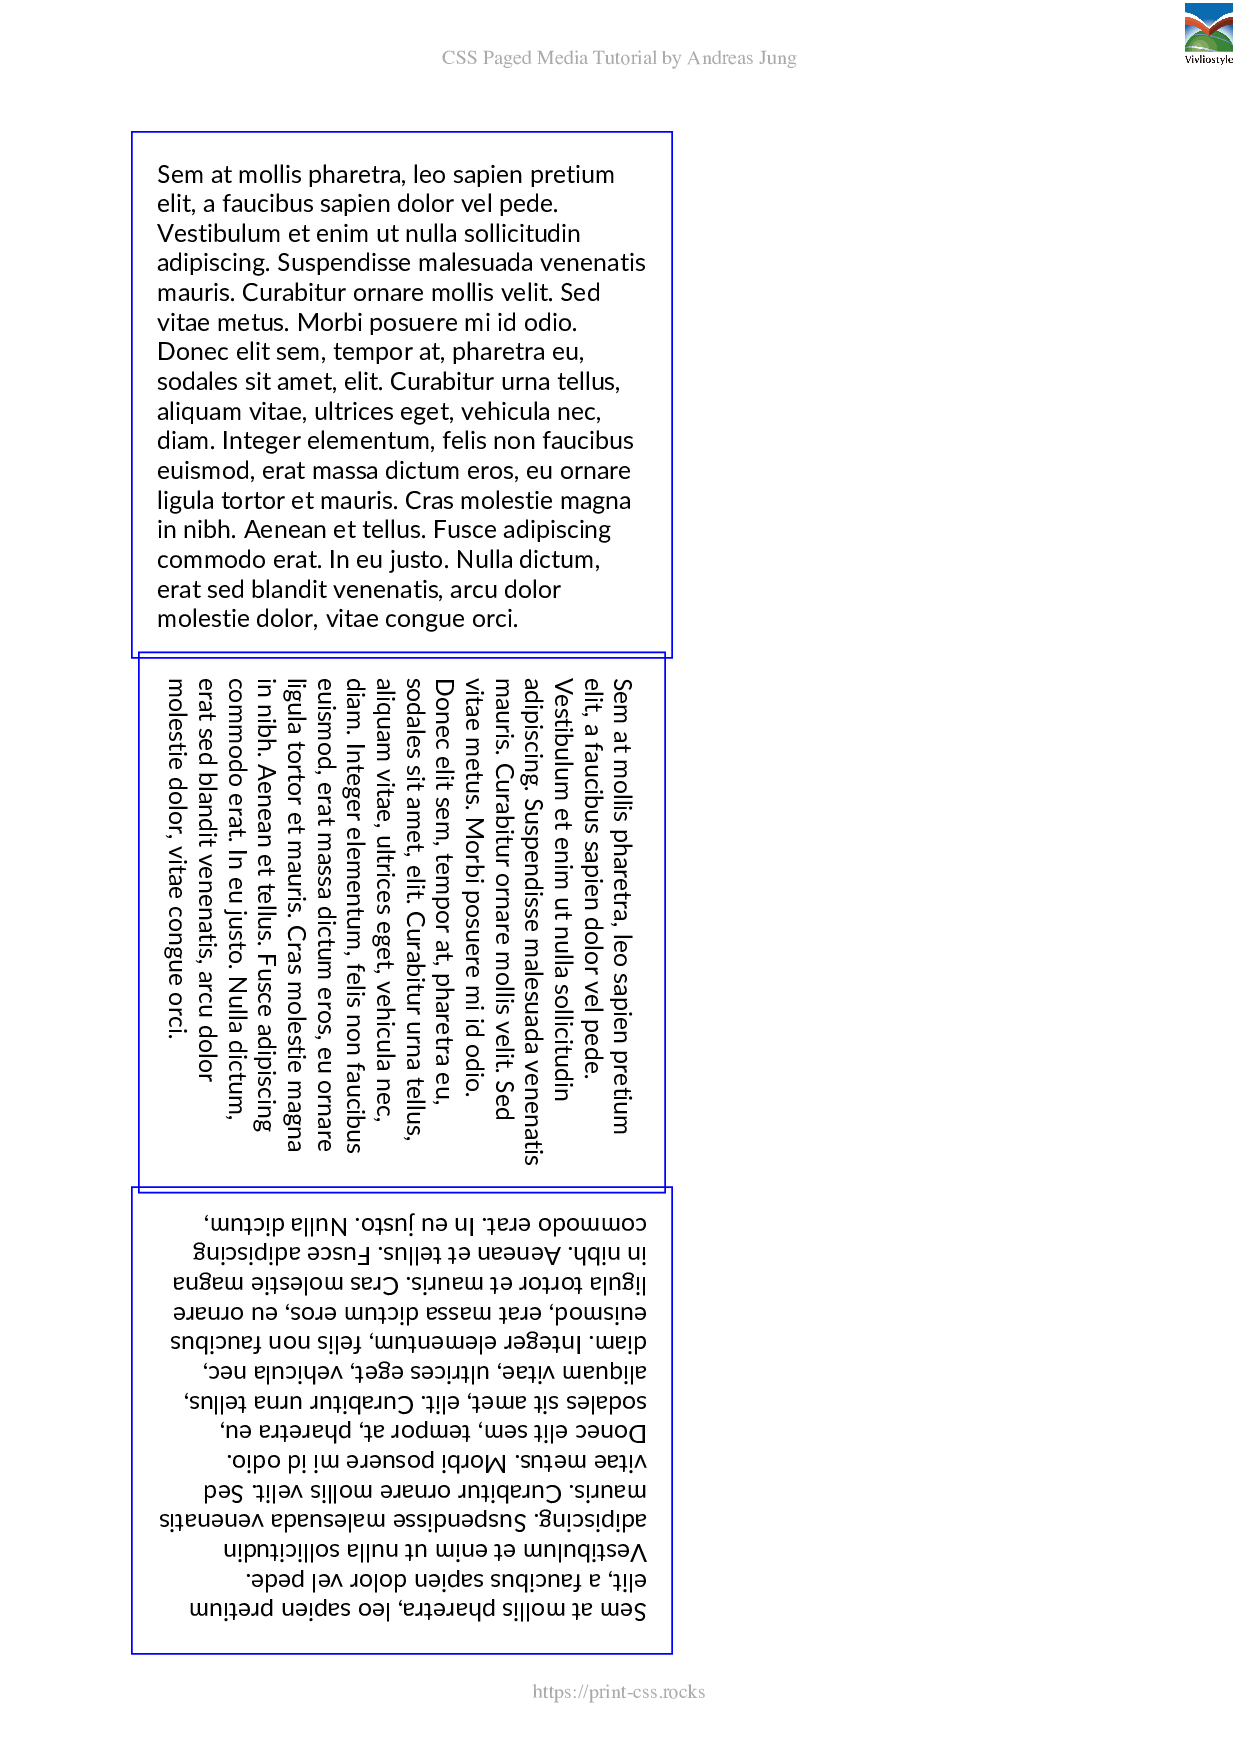 CSS Paged Media Tutorial by Andreas Jung
Vivliostyle
Sem at mollis pharetra, leo sapien pretium
elit, a faucibus sapien dolor vel pede.
Vestibulum et enim ut nulla sollicitudin
adipiscing. Suspendisse malesuada venenatis
mauris. Curabitur ornare mollis velit. Sed
vitae metus. Morbi posuere mi id odio.
Donec elit sem, tempor at, pharetra eu,
sodales sit amet, elit. Curabitur urna tellus,
aliquam vitae, ultrices eget, vehicula nec,
diam. Integer elementum, felis non faucibus
euismod, erat massa dictum eros, eu ornare
ligula tortor et mauris. Cras molestie magna
in nibh. Aenean et tellus. Fusce adipiscing
commodo erat. In eu justo. Nulla dictum,
erat sed blandit venenatis, arcu dolor
molestie dolor, vitae congue orci.
Sem at mollis pharetra, leo sapien pretium
elit, a faucibus sapien dolor vel pede.
Vestibulum et enim ut nulla sollicitudin
adipiscing. Suspendisse malesuada venenatis
mauris. Curabitur ornare mollis velit. Sed
vitae metus. Morbi posuere mi id odio.
Donec elit sem, tempor at, pharetra eu,
sodales sit amet, elit. Curabitur urna tellus,
aliquam vitae, ultrices eget, vehicula nec,
diam. Integer elementum, felis non faucibus
euismod, erat massa dictum eros, eu ornare
ligula tortor et mauris. Cras molestie magna
in nibh. Aenean et tellus. Fusce adipiscing
commodo erat. In eu justo. Nulla dictum,
erat sed blandit venenatis, arcu dolor
molestie dolor, vitae congue orci.
Sem at mollis pharetra, leo sapien pretium
elit, a faucibus sapien dolor vel pede.
Vestibulum et enim ut nulla sollicitudin
adipiscing. Suspendisse malesuada venenatis
mauris. Curabitur ornare mollis velit. Sed
vitae metus. Morbi posuere mi id odio.
Donec elit sem, tempor at, pharetra eu,
sodales sit amet, elit. Curabitur urna tellus,
aliquam vitae, ultrices eget, vehicula nec,
diam. Integer elementum, felis non faucibus
euismod, erat massa dictum eros, eu ornare
ligula tortor et mauris. Cras molestie magna
in nibh. Aenean et tellus. Fusce adipiscing
commodo erat. In eu justo. Nulla dictum,
https://print-css.rocks